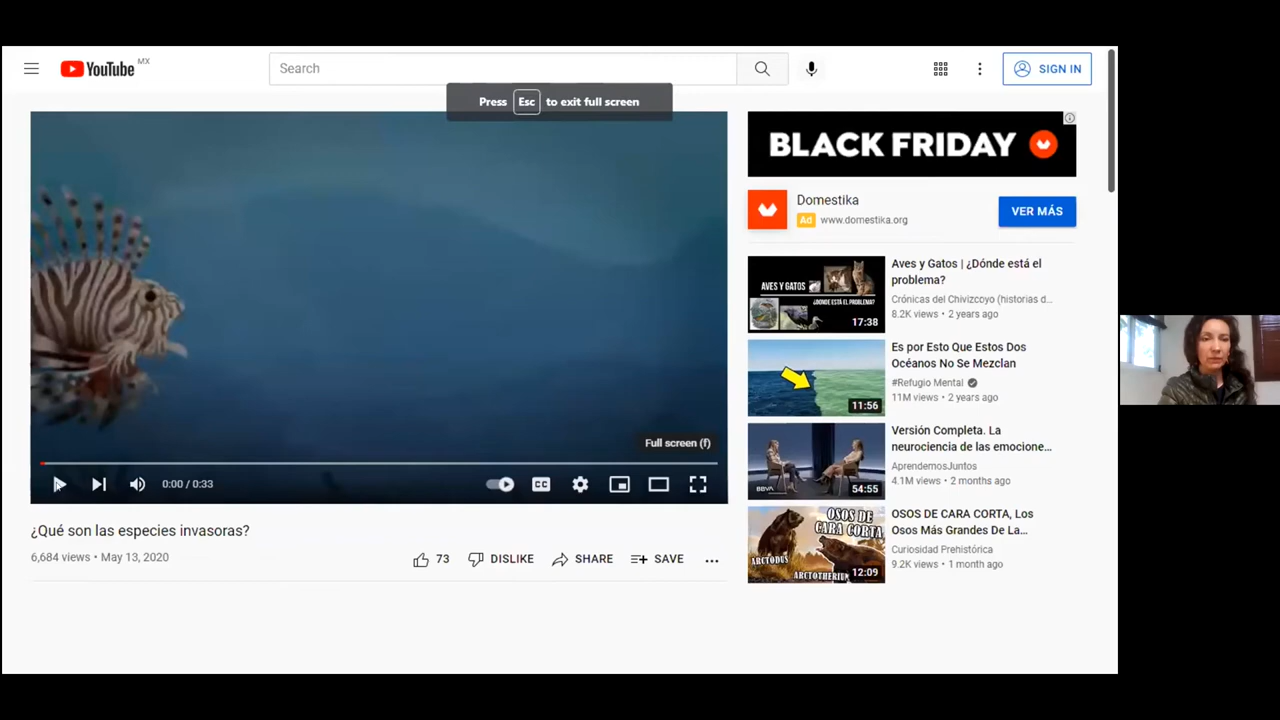 YouTube MX
Search
SIGN IN
Press Esc to exit full screen
Full screen (f)
0:00 / 0:33
CC
¿Qué son las especies invasoras?
6,684 views • May 13, 2020
73
DISLIKE
SHARE
SAVE
BLACK FRIDAY
Domestika
Ad www.domestika.org
VER MÁS
AVES Y GATOS
¿DONDE ESTÁ EL PROBLEMA?
17:38
Aves y Gatos | ¿Dónde está el
problema?
Crónicas del Chivizcoyo (historias d...
8.2K views • 2 years ago
11:56
Es por Esto Que Estos Dos
Océanos No Se Mezclan
#Refugio Mental
11M views • 2 years ago
BBVA
54:55
Versión Completa. La
neurociencia de las emocione...
AprendemosJuntos
4.1M views • 2 months ago
OSOS DE
CARA CORTA
ARCTODUS
ARCTOTHERIUM
12:09
OSOS DE CARA CORTA, Los
Osos Más Grandes De La...
Curiosidad Prehistórica
9.2K views • 1 month ago